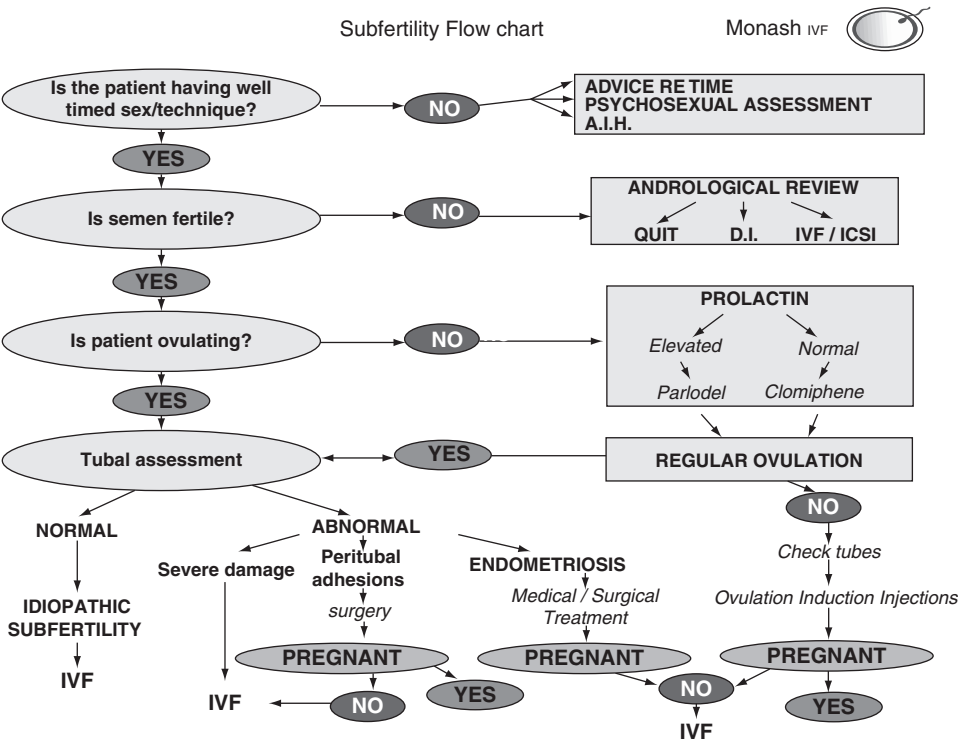 Subfertility Flow chart
Monash IVF
Is the patient having well
timed sex/technique?
NO
ADVICE RE TIME
PSYCHOSEXUAL ASSESSMENT
A.I.H.
YES
Is semen fertile?
NO
ANDROLOGICAL REVIEW
QUIT D.I. IVF / ICSI
YES
Is patient ovulating?
NO
PROLACTIN
Elevated Normal
Parlodel Clomiphene
YES
Tubal assessment
YES
REGULAR OVULATION
NO
Check tubes
Ovulation Induction Injections
PREGNANT
YES
NORMAL
IDIOPATHIC
SUBFERTILITY
IVF
ABNORMAL
Severe damage
IVF
Peritubal
adhesions
surgery
PREGNANT
NO
YES
ENDOMETRIOSIS
Medical / Surgical
Treatment
PREGNANT
NO
IVF